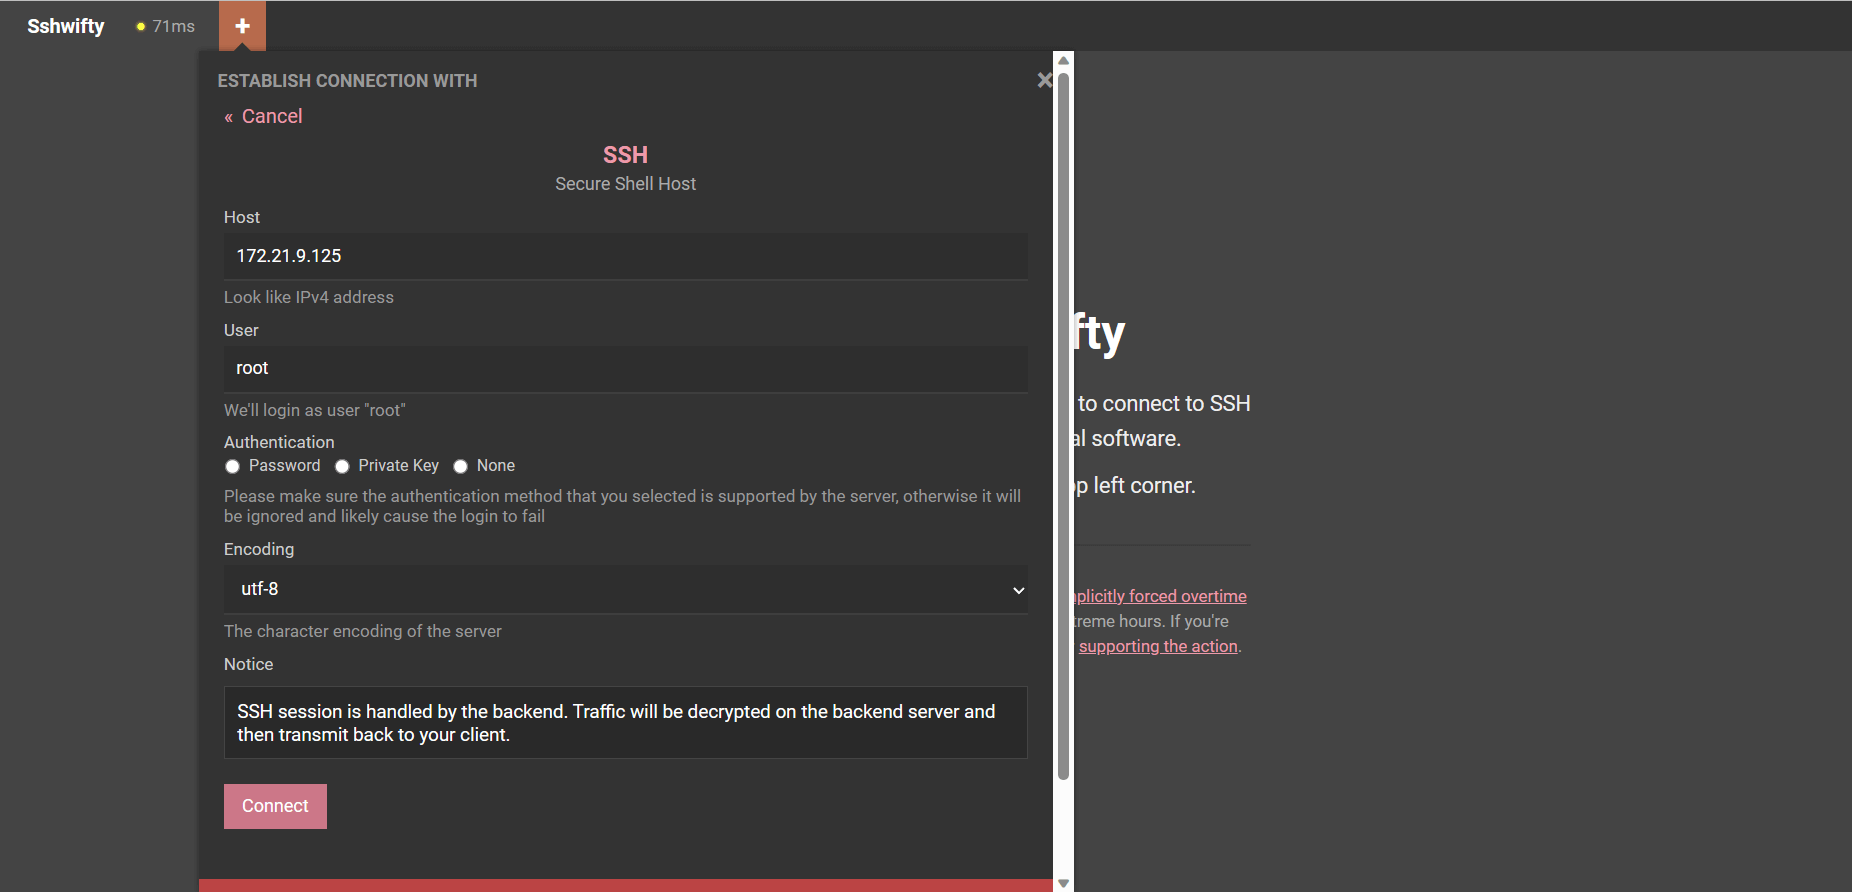 Sshwifty
71ms
+
ESTABLISH CONNECTION WITH
×
« Cancel
SSH
Secure Shell Host
Host
172.21.9.125
Look like IPv4 address
User
root
We'll login as user "root"
Authentication
Password Private Key None
Please make sure the authentication method that you selected is supported by the server, otherwise it will
be ignored and likely cause the login to fail
Encoding
utf-8
The character encoding of the server
Notice
SSH session is handled by the backend. Traffic will be decrypted on the backend server and
then transmit back to your client.
Connect
fty
to connect to SSH
al software.
op left corner.
plicitly forced overtime
treme hours. If you're
supporting the action.